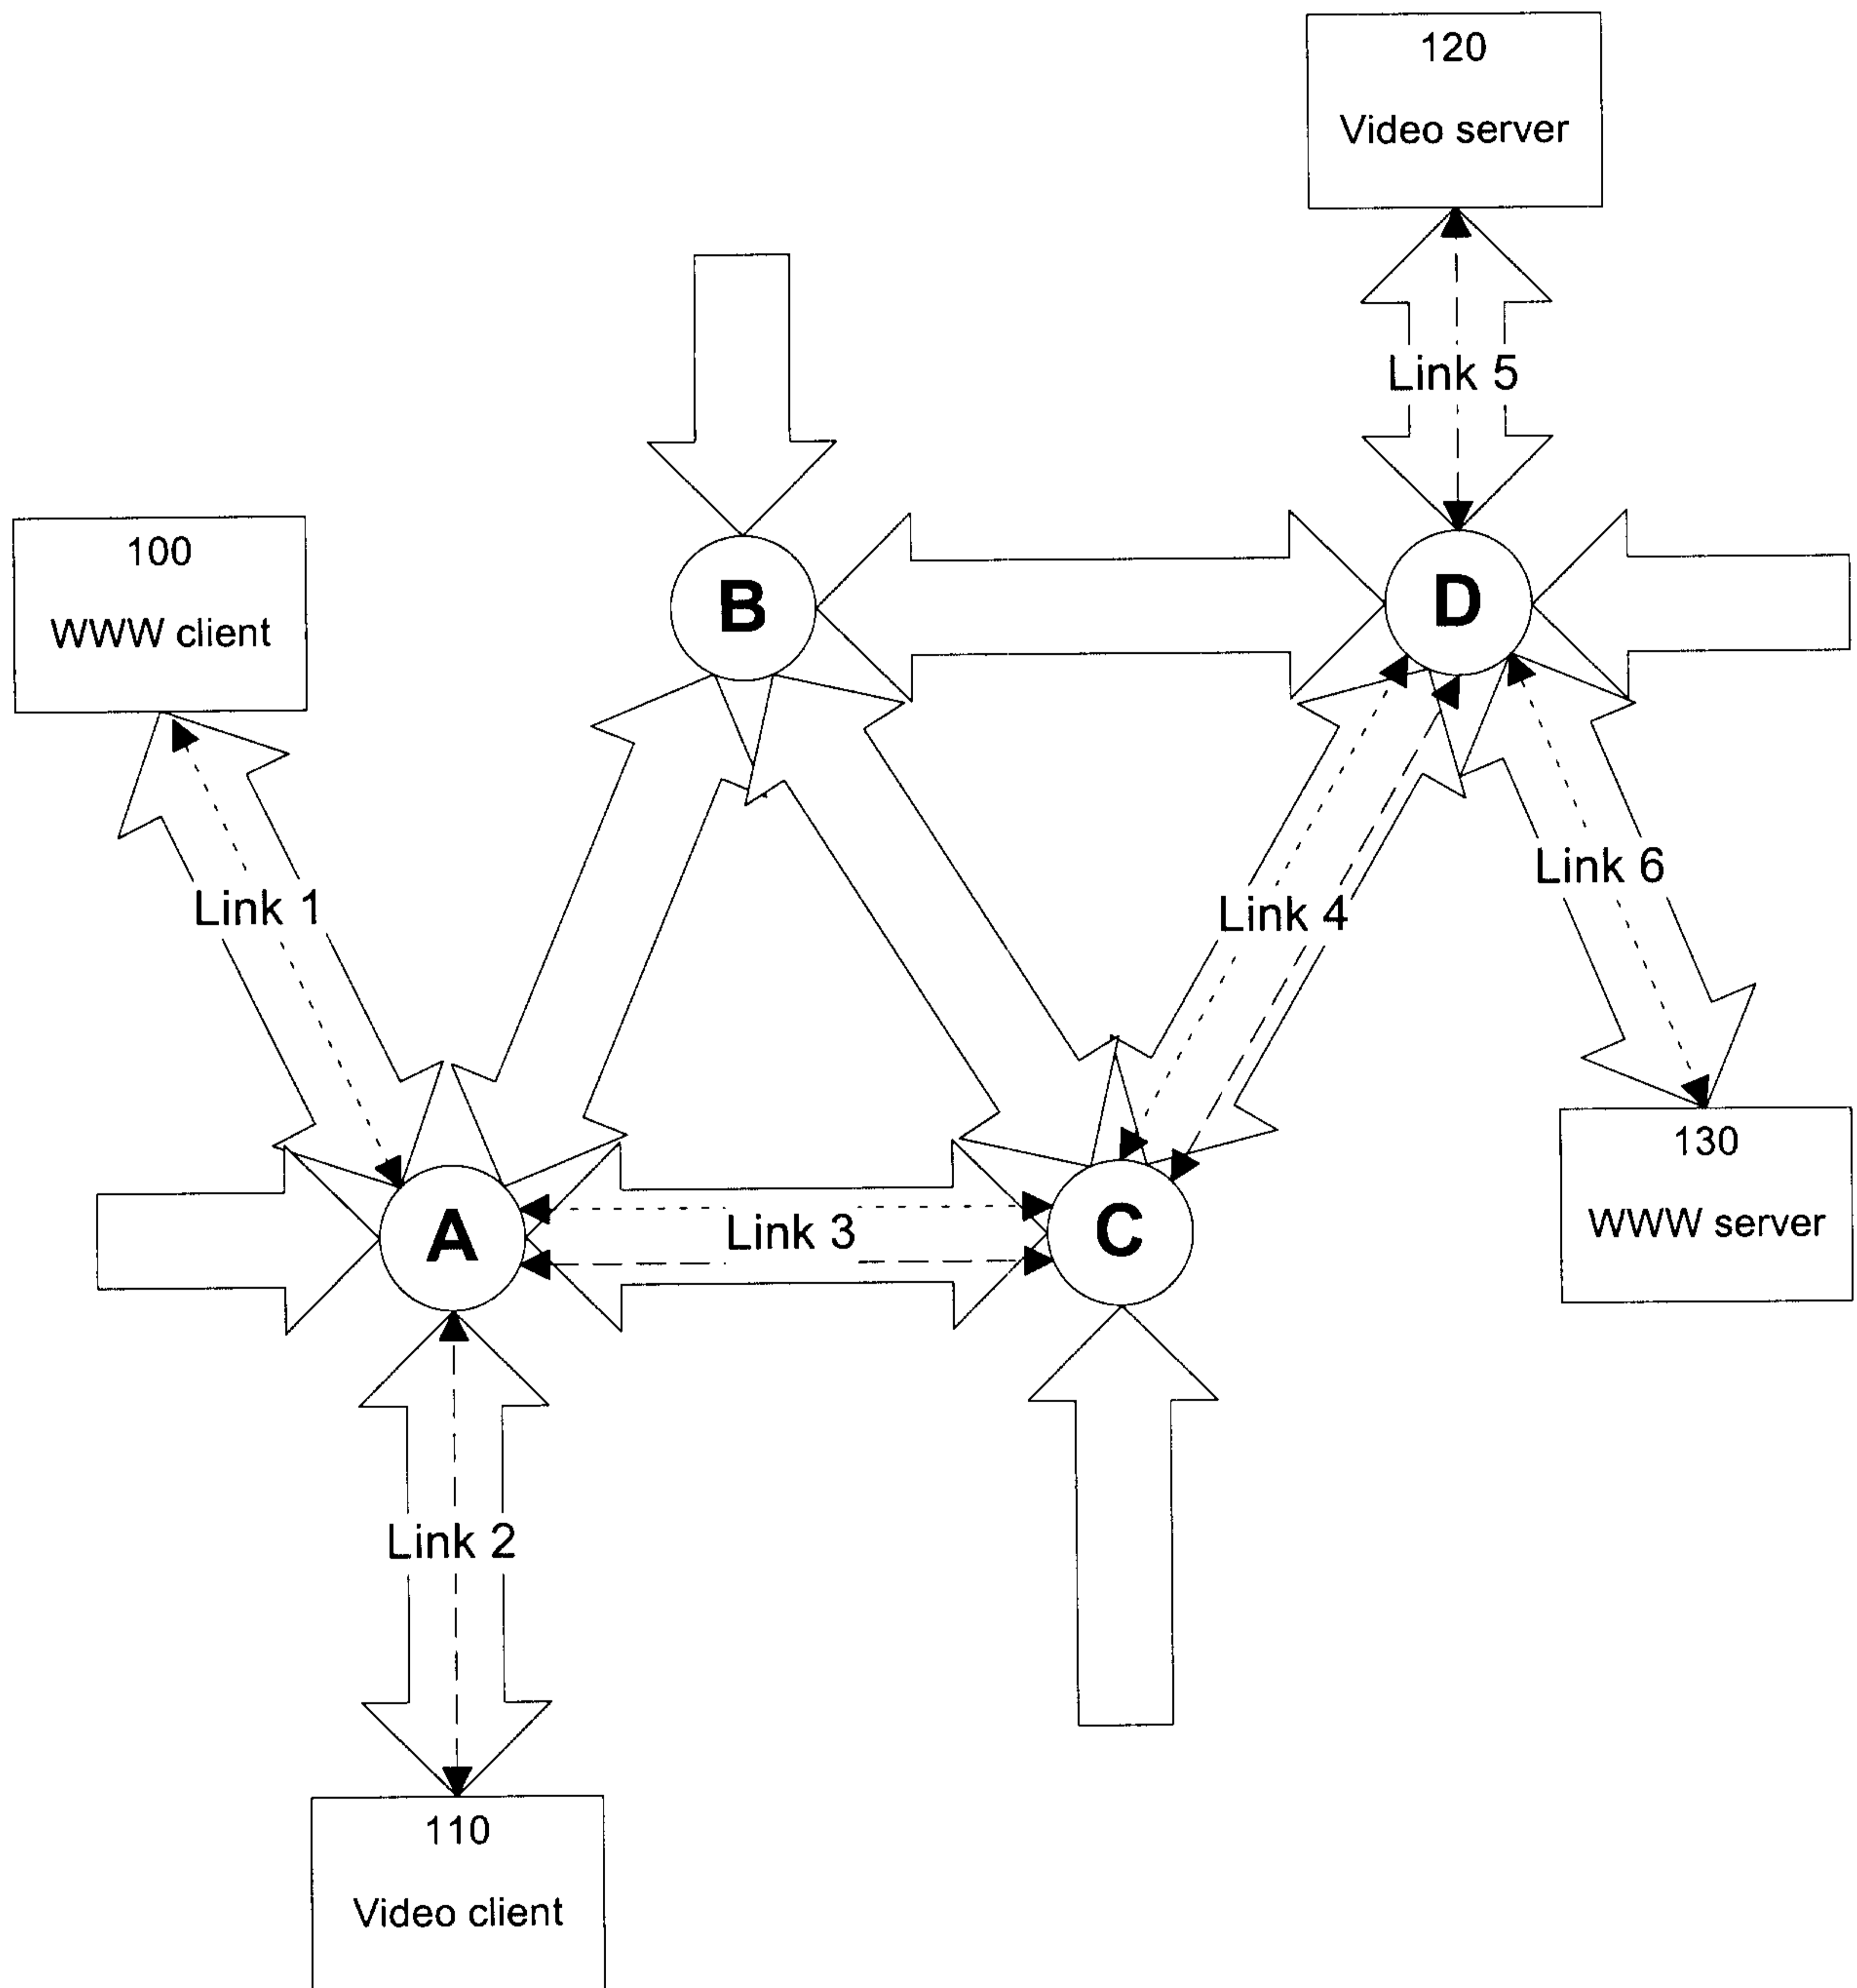 120
Video server
Link 5
100
WWW client
B
D
Link 1
Link 4
Link 6
A
Link 3
C
130
WWW server
Link 2
110
Video client